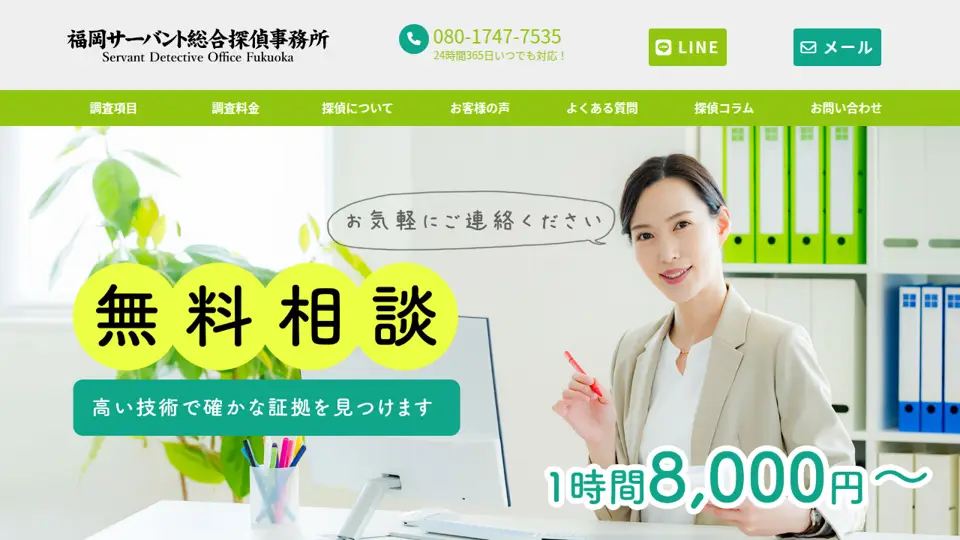 福岡サーバント総合探偵事務所
Servant Detective Office Fukuoka
080-1747-7535
24時間365日いつでも対応！
LINE
メール
調査項目
調査料金
探偵について
お客様の声
よくある質問
探偵コラム
お問い合わせ
お気軽にご連絡ください
無料相談
高い技術で確かな証拠を見つけます
1時間8,000円〜